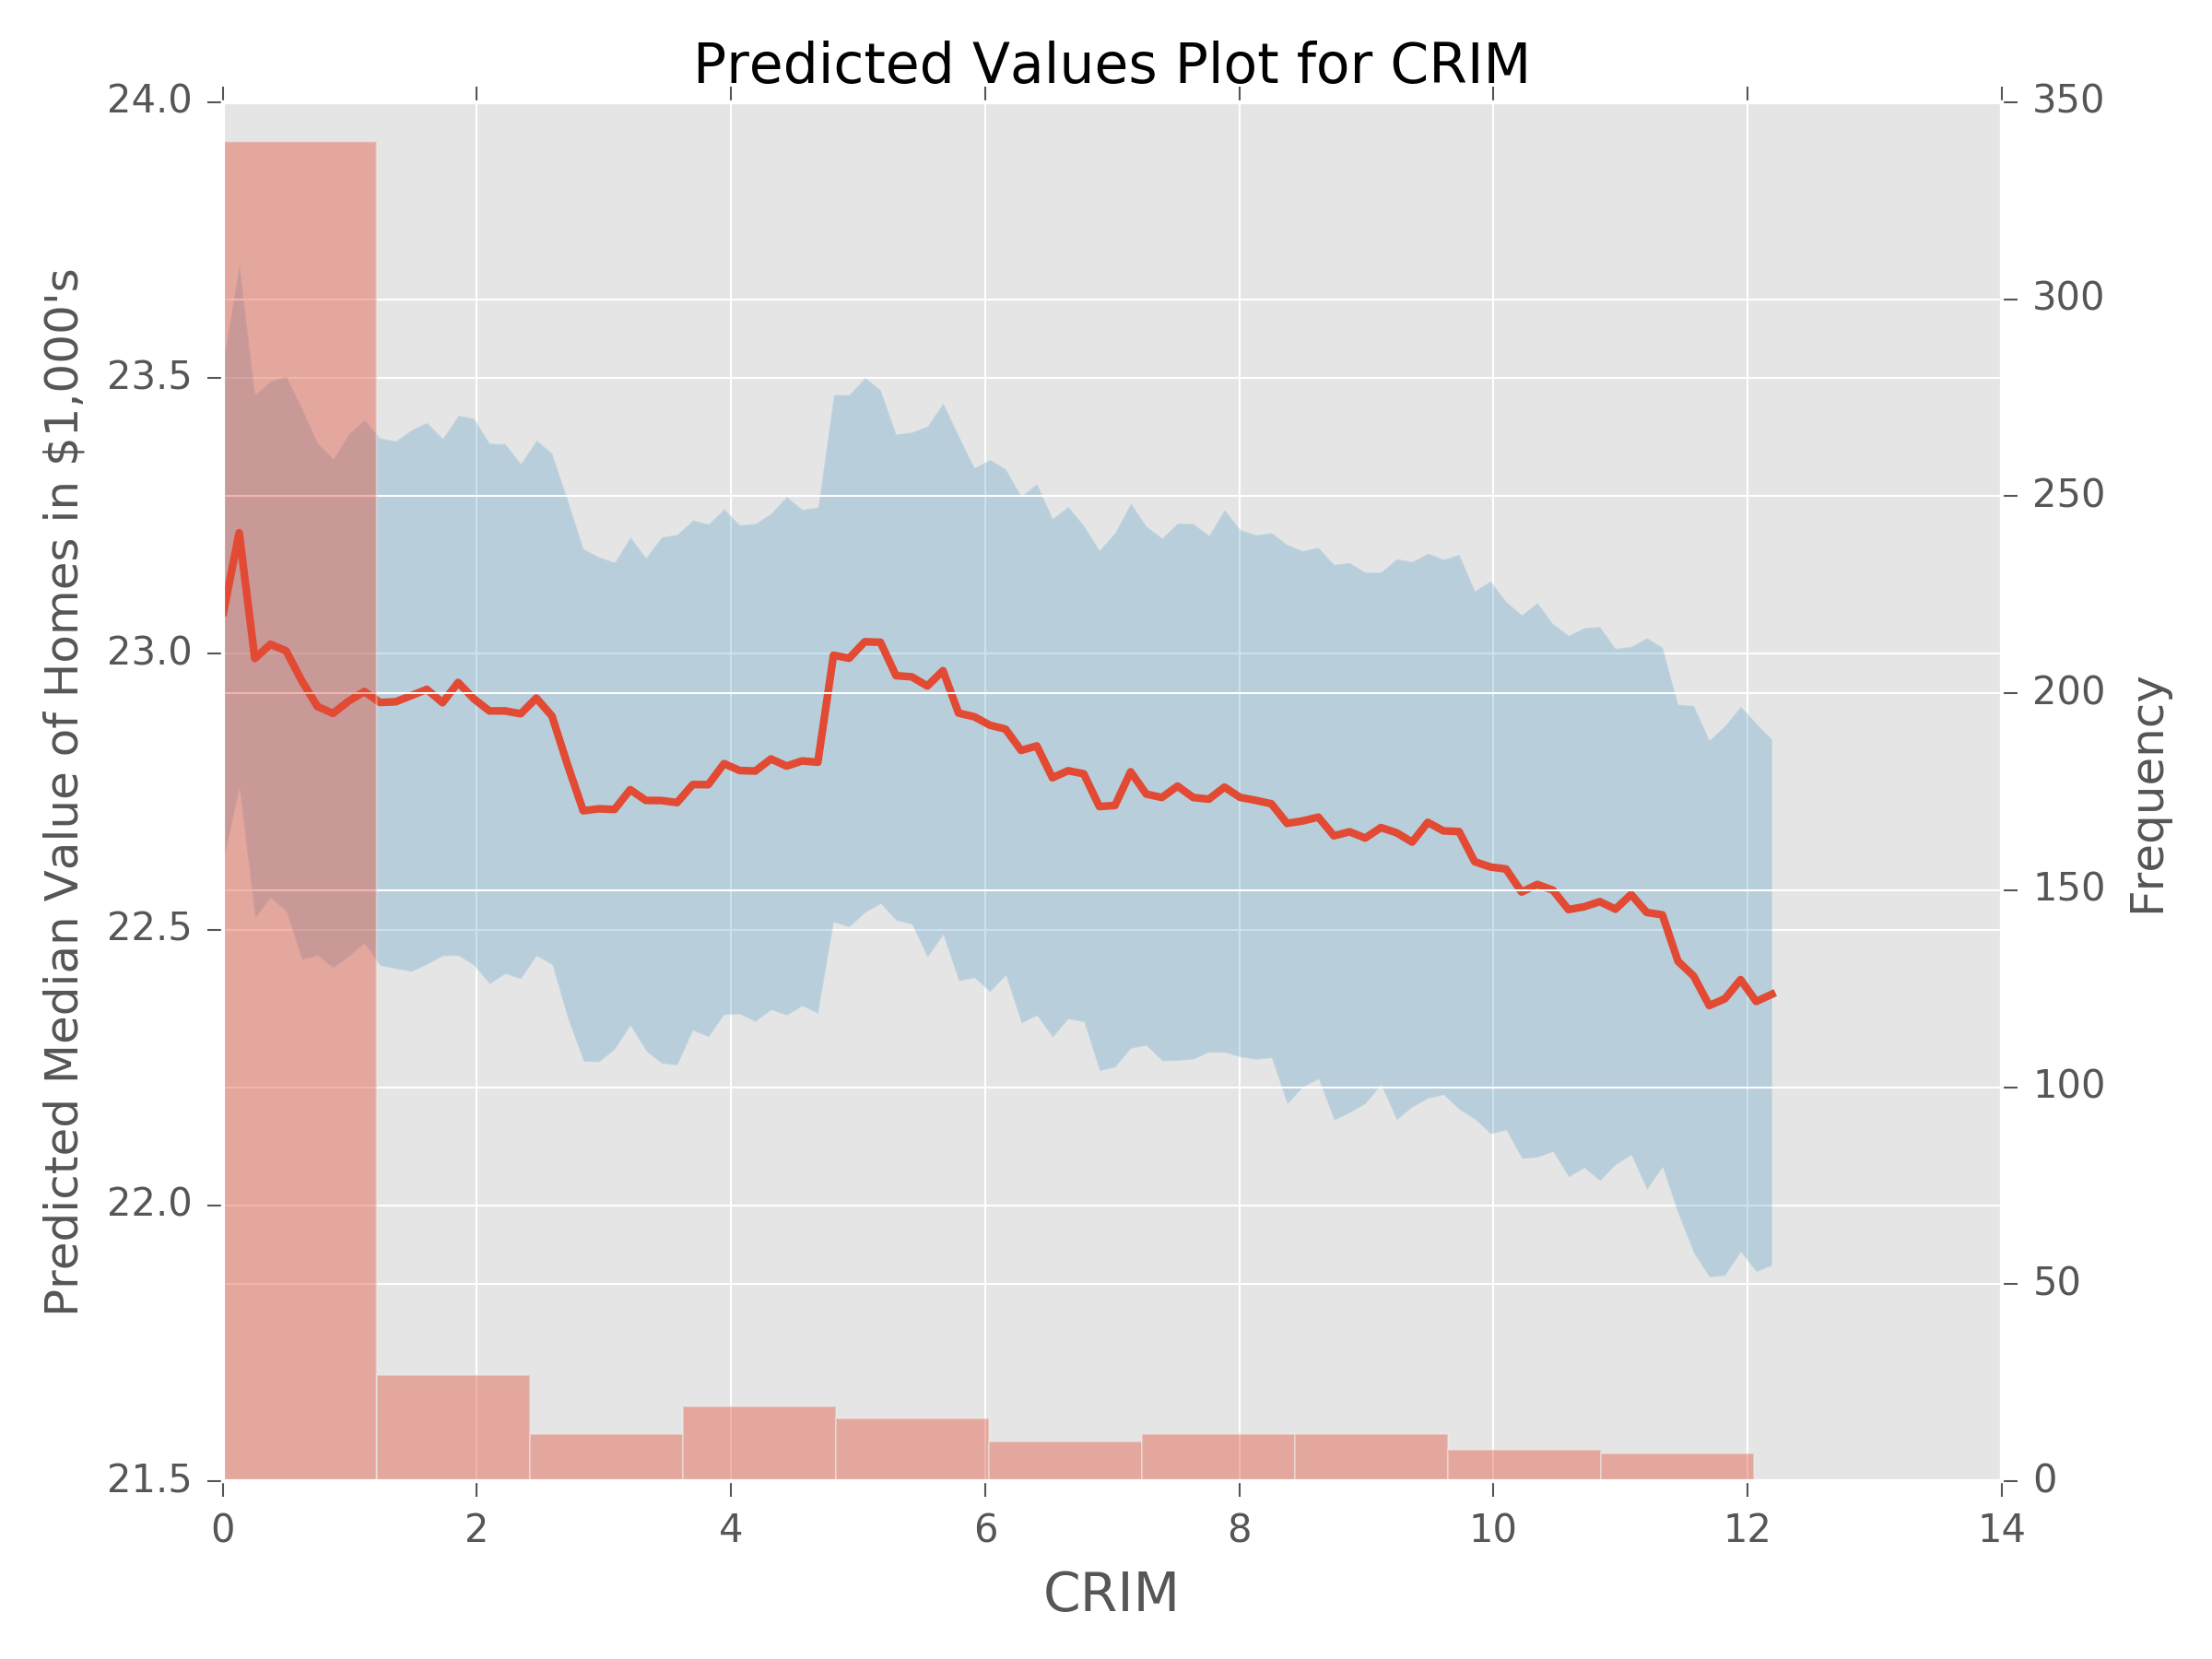 Predicted Values Plot for CRIM
24.0
23.5
23.0
22.5
22.0
21.5
Predicted Median Value of Homes in $1,000's
350
300
250
200
150
100
50
0
Frequency
0 2 4 6 8 10 12 14
CRIM